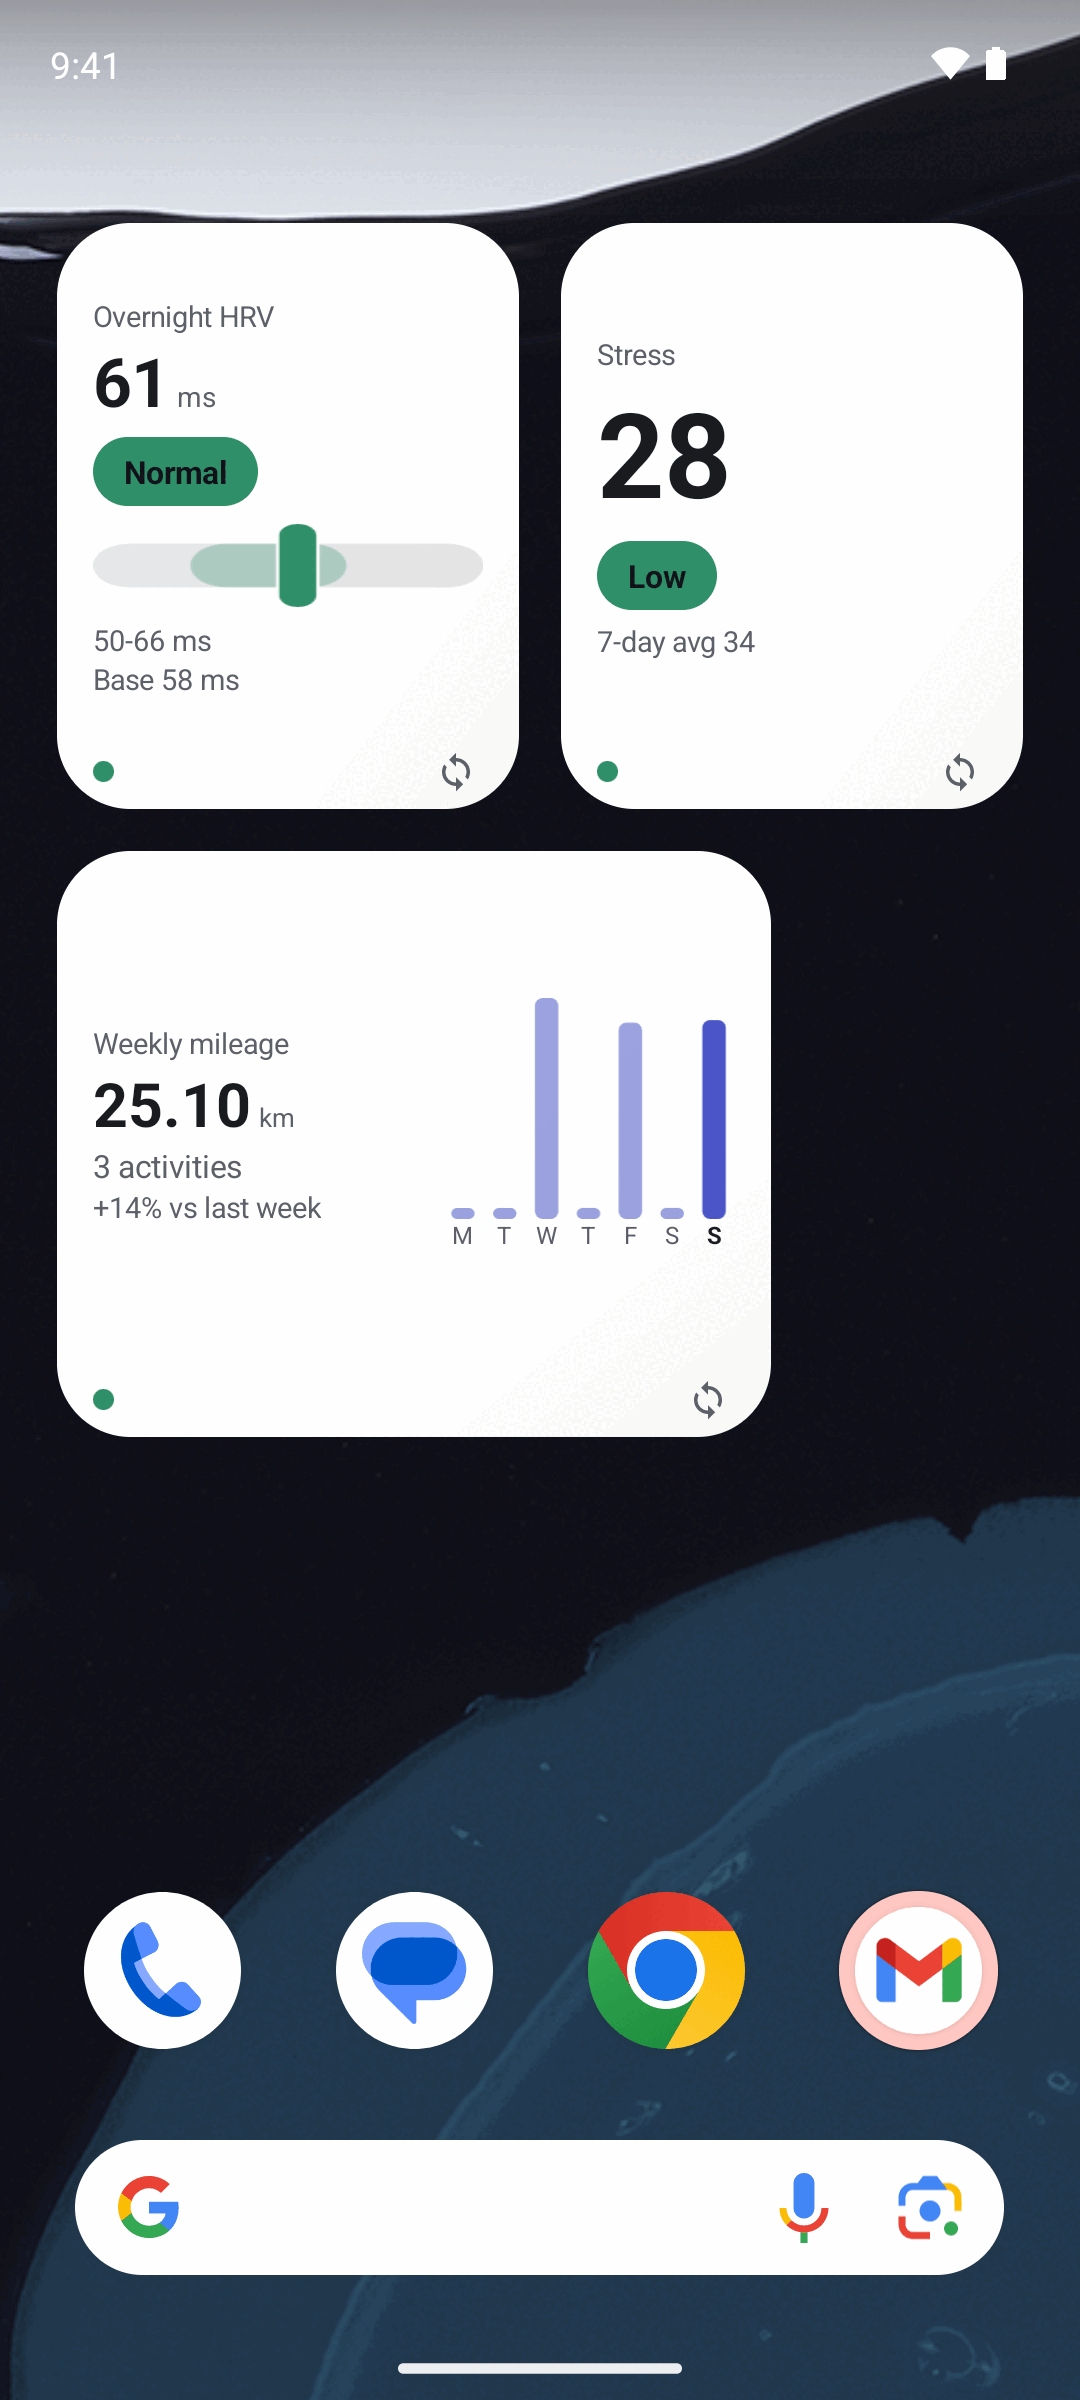 9:41
Overnight HRV
61 ms
Normal
50-66 ms
Base 58 ms
Stress
28
Low
7-day avg 34
Weekly mileage
25.10 km
3 activities
+14% vs last week
M T W T F S S